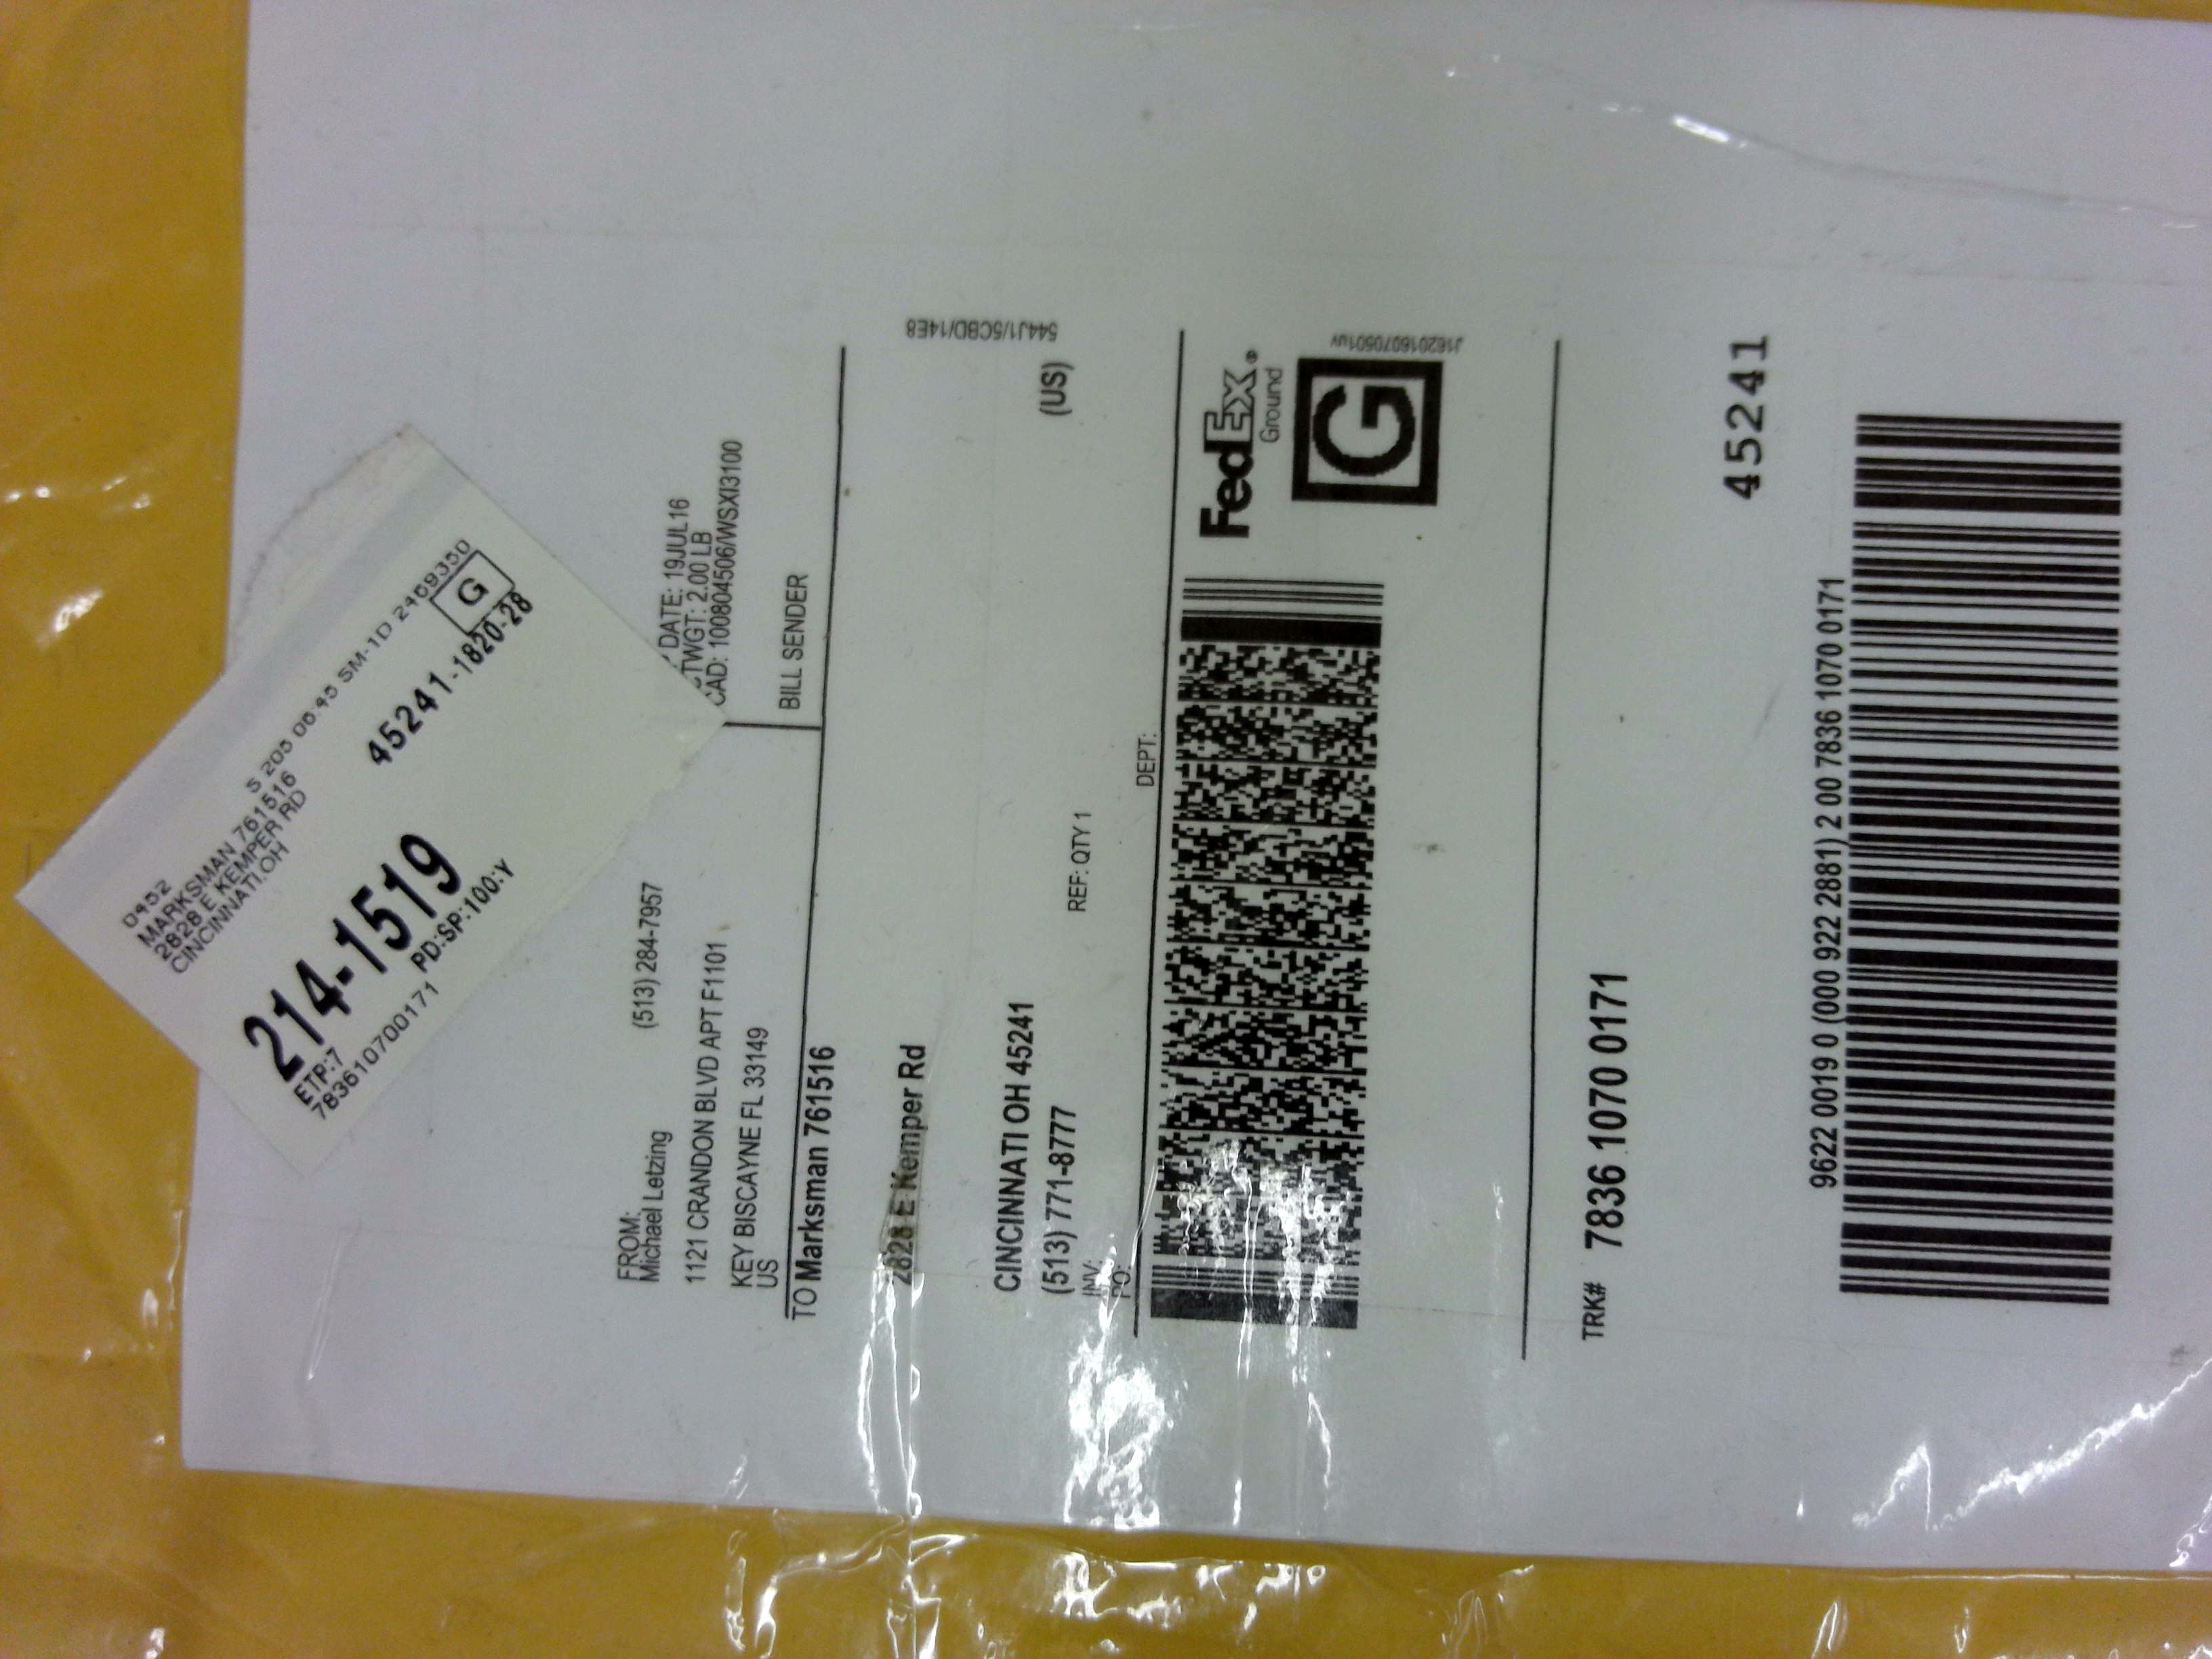 D452
MARKSMAN 761516
2828 E KEMPER RD
CINCINNATI,OH
S 205 06:45 SM-1D 2469350
G
45241-1820-28
214-1519
ETP:7
PD:SP:100:Y
783610700171
FROM:
Michael Letzing
(513) 284-7957
1121 CRANDON BLVD APT F1101
KEY BISCAYNE FL 33149
US
DATE: 19JUL16
TWGT: 2.00 LB
CAD: 100804506/WSXI3100
BILL SENDER
TO Marksman 761516
2828 E Kemper Rd
CINCINNATI OH 45241
(US)
(513) 771-8777
REF: QTY 1
INV:
PO:
DEPT:
544J1/5CBD/14E8
FedEx®
Ground
G
J162016070501uv
TRK# 7836 1070 0171
45241
9622 0019 0 (000 922 2881) 2 00 7836 1070 0171